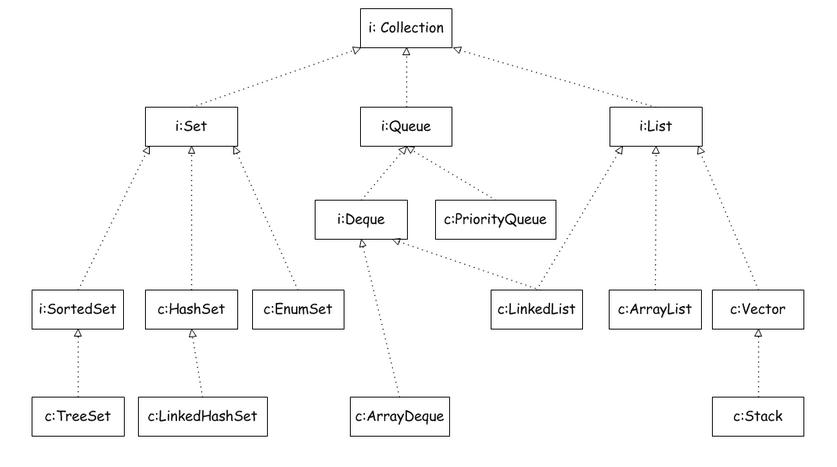 i: Collection
i:Set
i:Queue
i:List
i:Deque
c:PriorityQueue
i:SortedSet
c:HashSet
c:EnumSet
c:LinkedList
c:ArrayList
c:Vector
c:TreeSet
c:LinkedHashSet
c:ArrayDeque
c:Stack